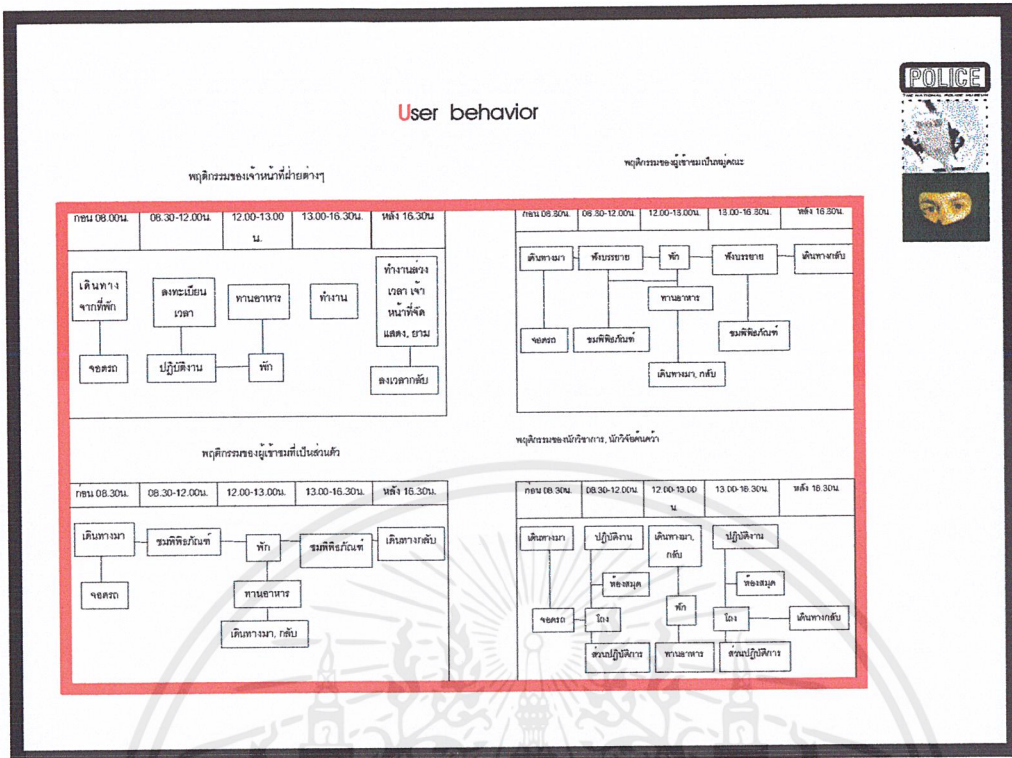 POLICE
THE NATIONAL POLICE MUSEUM
User behavior
พฤติกรรมของเจ้าหน้าที่ฝ่ายต่างๆ
ก่อน 08.00น. 08.30-12.00น. 12.00-13.00 น. 13.00-16.30น. หลัง 16.30น
เดินทาง
จากที่พัก
จอดรถ
ลงทะเบียน
เวลา
ปฏิบัติงาน
ทานอาหาร
พัก
ทำงาน
ทำงานล่วง
เวลา เจ้า
หน้าที่จัด
แสดง, ยาม
ลงเวลากลับ
พฤติกรรมของผู้เข้าชมเป็นหมู่คณะ
ก่อน 08.30น. 08.30-12.00น. 12.00-13.00น. 13.00-16.30น. หลัง 16.30น.
เดินทางมา
ฟังบรรยาย
พัก
ฟังบรรยาย
เดินทางกลับ
ทานอาหาร
จอดรถ
ชมพิพิธภัณฑ์
ชมพิพิธภัณฑ์
เดินทางมา, กลับ
พฤติกรรมของผู้เข้าชมที่เป็นส่วนตัว
ก่อน 08.30น. 08.30-12.00น. 12.00-13.00น. 13.00-16.30น. หลัง 16.30น.
เดินทางมา
ชมพิพิธภัณฑ์
พัก
ชมพิพิธภัณฑ์
เดินทางกลับ
จอดรถ
ทานอาหาร
เดินทางมา, กลับ
พฤติกรรมของนักวิชาการ, นักวิจัยค้นคว้า
ก่อน 08.30น. 08.30-12.00น. 12.00-13.00 น 13.00-16.30น. หลัง 16.30น.
เดินทางมา
ปฏิบัติงาน
เดินทางมา,
กลับ
ปฏิบัติงาน
ห้องสมุด
ห้องสมุด
พัก
จอดรถ
โถง
โถง
เดินทางกลับ
ส่วนปฏิบัติการ
ทานอาหาร
ส่วนปฏิบัติการ